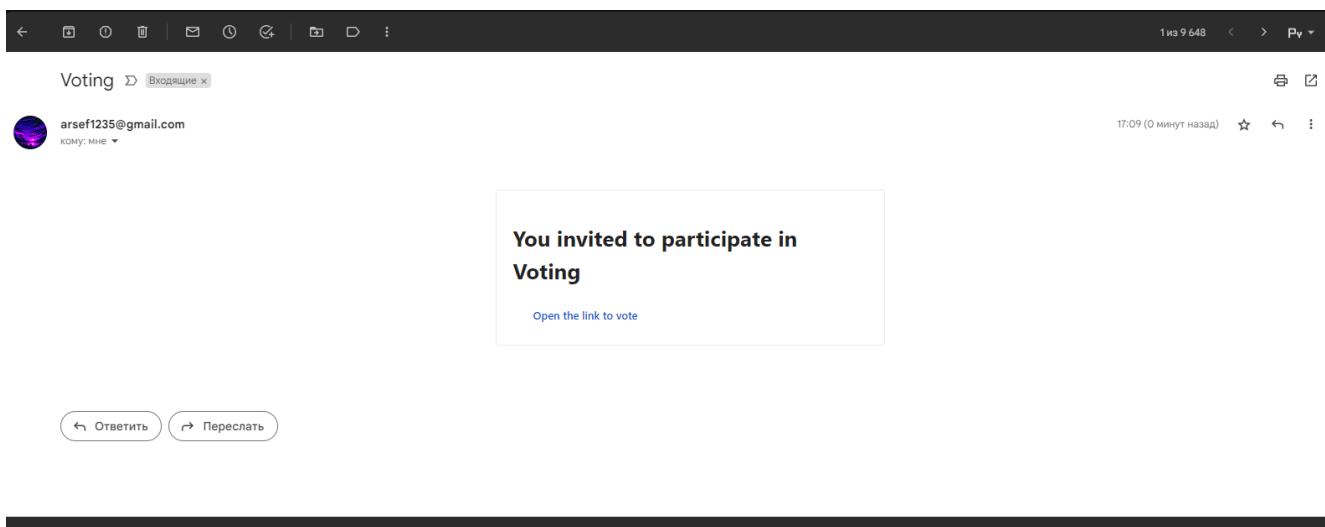 1 из 9 648
Ру
Voting
Входящие ×
arsef1235@gmail.com
кому: мне
17:09 (0 минут назад)
You invited to participate in
Voting
Open the link to vote
Ответить
Переслать